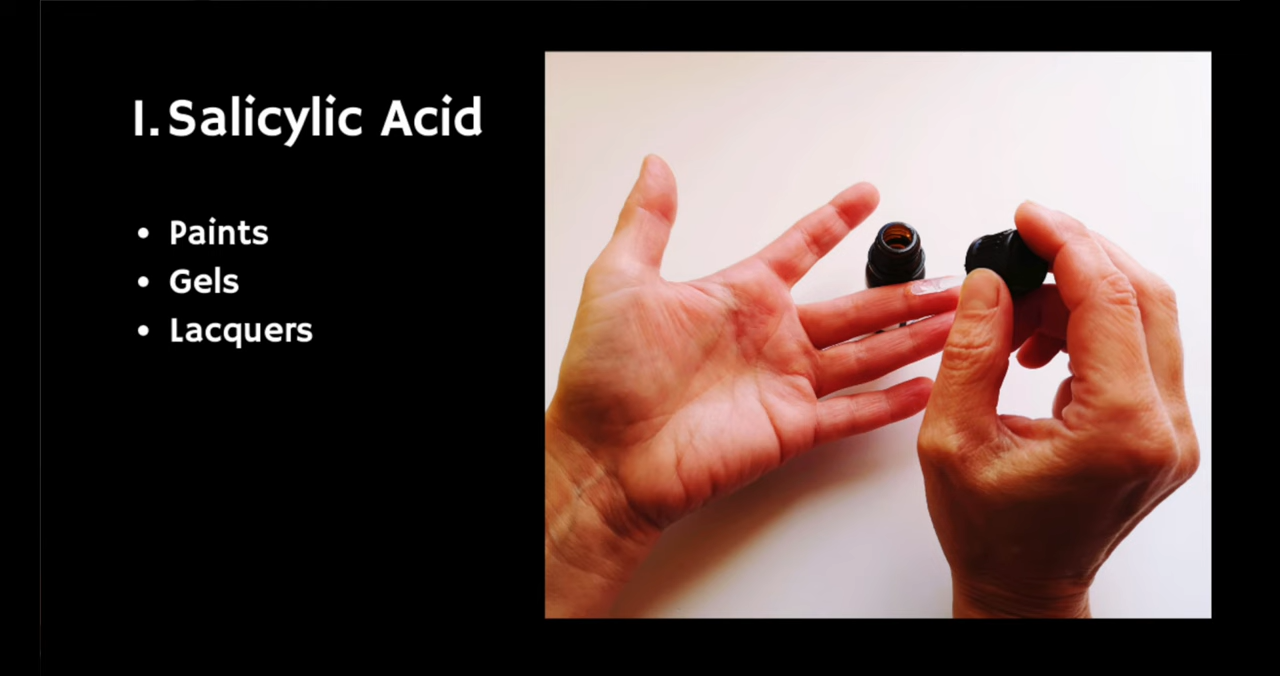 1. Salicylic Acid
• Paints
• Gels
• Lacquers